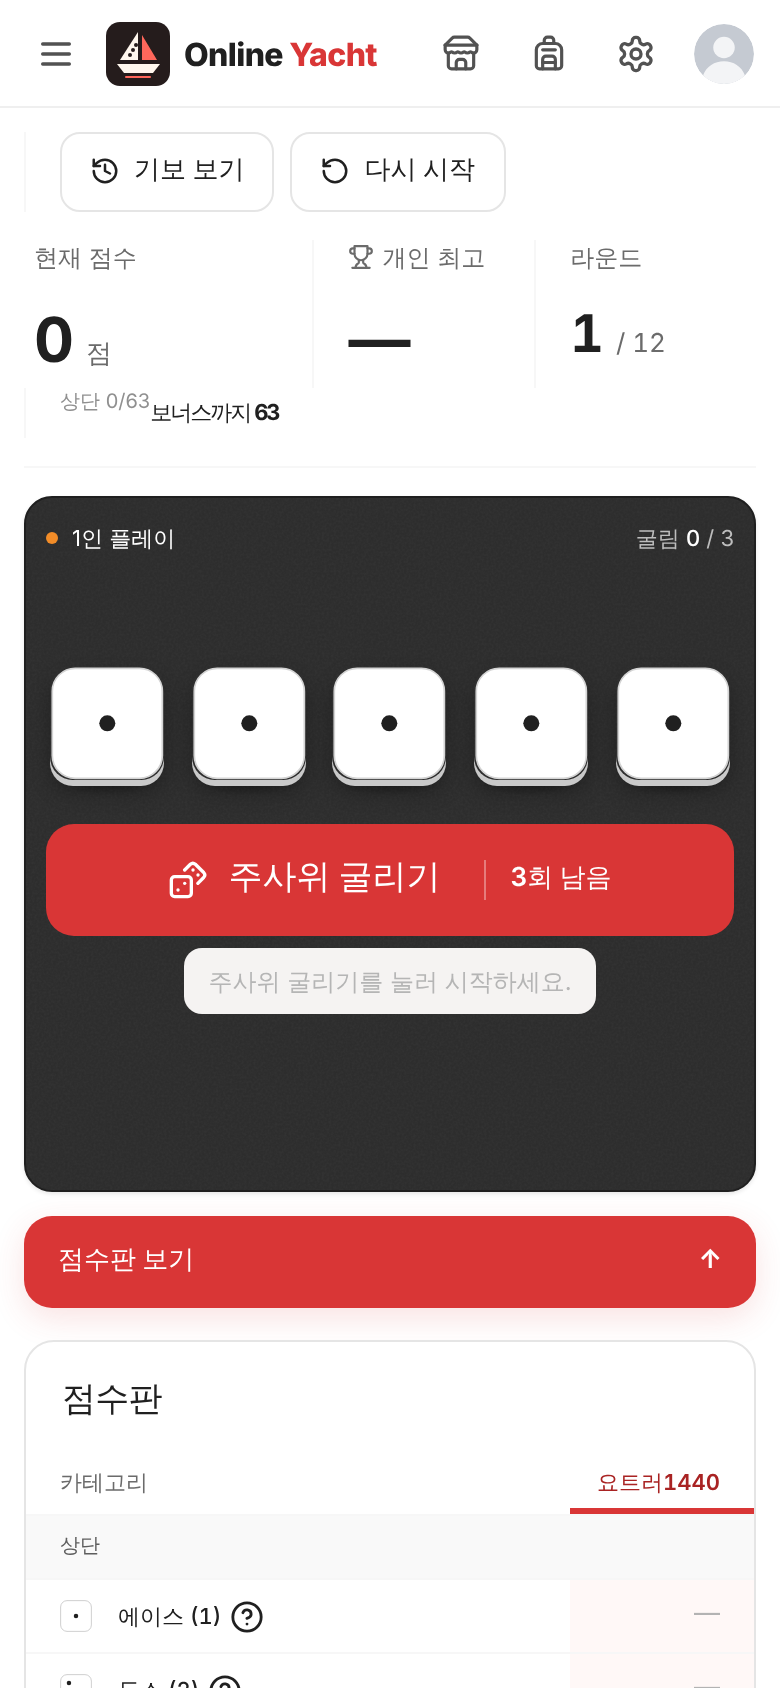 Online Yacht
기보 보기
다시 시작
현재 점수
개인 최고
라운드
0 점
—
1 / 12
상단 0/63
보너스까지 63
1인 플레이
굴림 0 / 3
주사위 굴리기
3회 남음
주사위 굴리기를 눌러 시작하세요.
점수판 보기
점수판
카테고리
요트러1440
상단
에이스 (1)
—